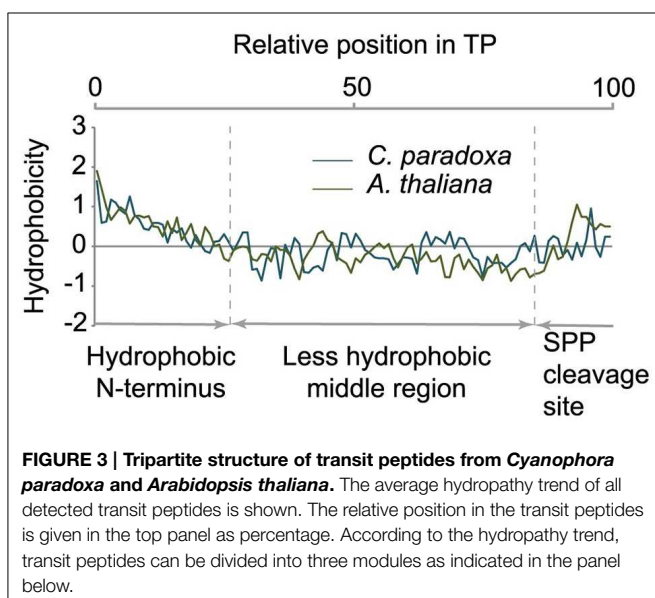 Relative position in TP
0 50 100
3
2
1
0
-1
-2
Hydrophobicity
C. paradoxa
A. thaliana
Hydrophobic
N-terminus
Less hydrophobic
middle region
SPP
cleavage
site
FIGURE 3 | Tripartite structure of transit peptides from Cyanophora
paradoxa and Arabidopsis thaliana. The average hydropathy trend of all
detected transit peptides is shown. The relative position in the transit peptides
is given in the top panel as percentage. According to the hydropathy trend,
transit peptides can be divided into three modules as indicated in the panel
below.